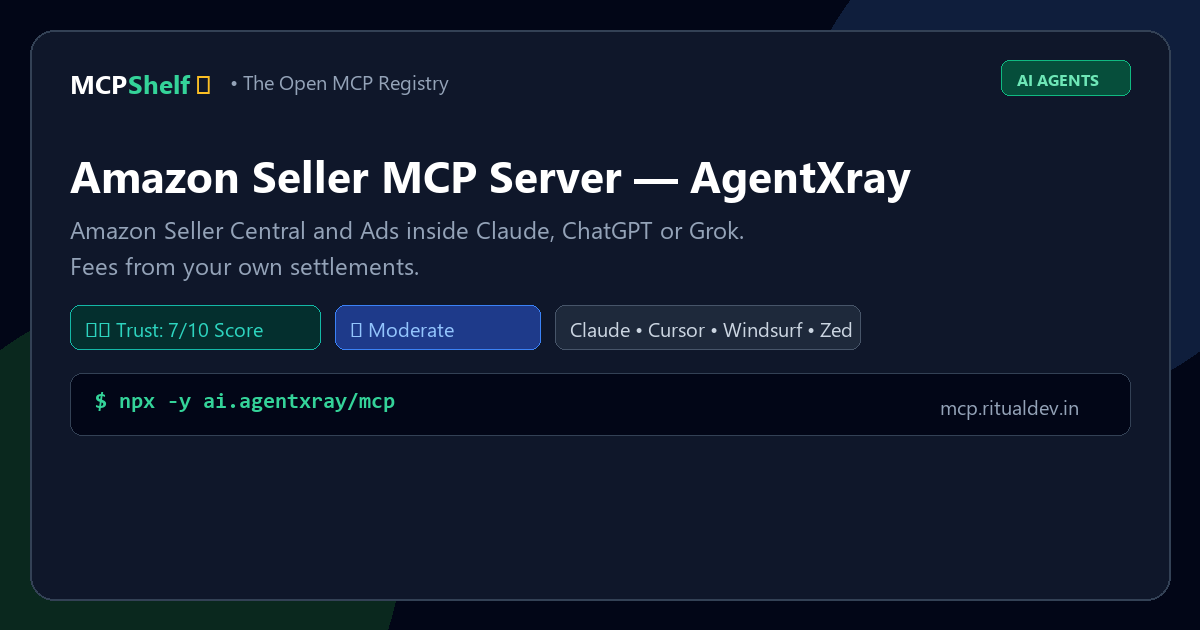 MCPShelf • The Open MCP Registry
AI AGENTS
Amazon Seller MCP Server — AgentXray
Amazon Seller Central and Ads inside Claude, ChatGPT or Grok.
Fees from your own settlements.
Trust: 7/10 Score
Moderate
Claude • Cursor • Windsurf • Zed
$ npx -y ai.agentxray/mcp
mcp.ritualdev.in